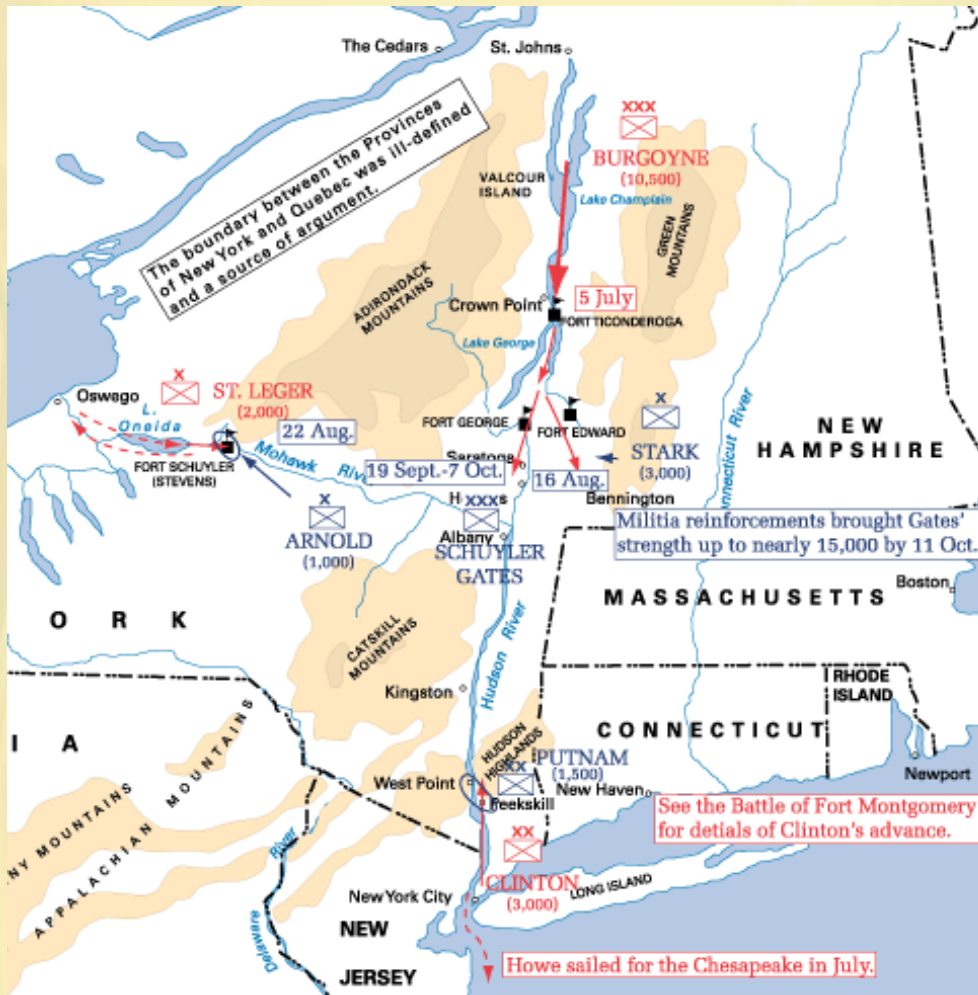 The Cedars
St. Johns
The boundary between the Provinces
of New York and Quebec was ill-defined
and a source of argument.
XXX
BURGOYNE
(10,500)
VALCOUR
ISLAND
Lake Champlain
GREEN
MOUNTAINS
ADIRONDACK
MOUNTAINS
Crown Point
5 July
FORT TICONDEROGA
Lake George
X
ST. LEGER
(2,000)
Oswego
L.
Oneida
22 Aug.
FORT SCHUYLER
(STEVENS)
Mohawk
FORT GEORGE
FORT EDWARD
X
STARK
(3,000)
NEW
HAMPSHIRE
Saratoga
19 Sept.-7 Oct.
16 Aug.
Bennington
Connecticut River
X
ARNOLD
(1,000)
XXX
Albany
SCHUYLER
GATES
Militia reinforcements brought Gates'
strength up to nearly 15,000 by 11 Oct.
Boston
MASSACHUSETTS
O R K
CATSKILL
MOUNTAINS
Hudson River
Kingston
RHODE
ISLAND
CONNECTICUT
I A
HUDSON
HIGHLANDS
PUTNAM
(1,500)
XX
West Point
Peekskill
New Haven
Newport
NY MOUNTAINS
APPALACHIAN MOUNTAINS
River
Delaware
See the Battle of Fort Montgomery
for detials of Clinton's advance.
XX
CLINTON
(3,000)
New York City
LONG ISLAND
NEW
JERSEY
Howe sailed for the Chesapeake in July.